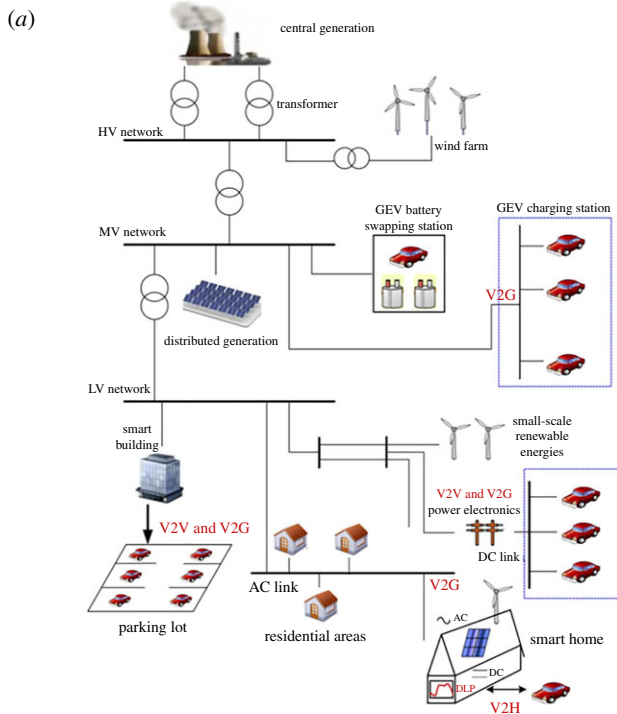 (a)
central generation
transformer
HV network
wind farm
GEV battery
swapping station
GEV charging station
MV network
V2G
distributed generation
LV network
smart
building
small-scale
renewable
energies
V2V and V2G
power electronics
V2V and V2G
DC link
AC link
V2G
parking lot
residential areas
AC
smart home
DC
DLP
V2H